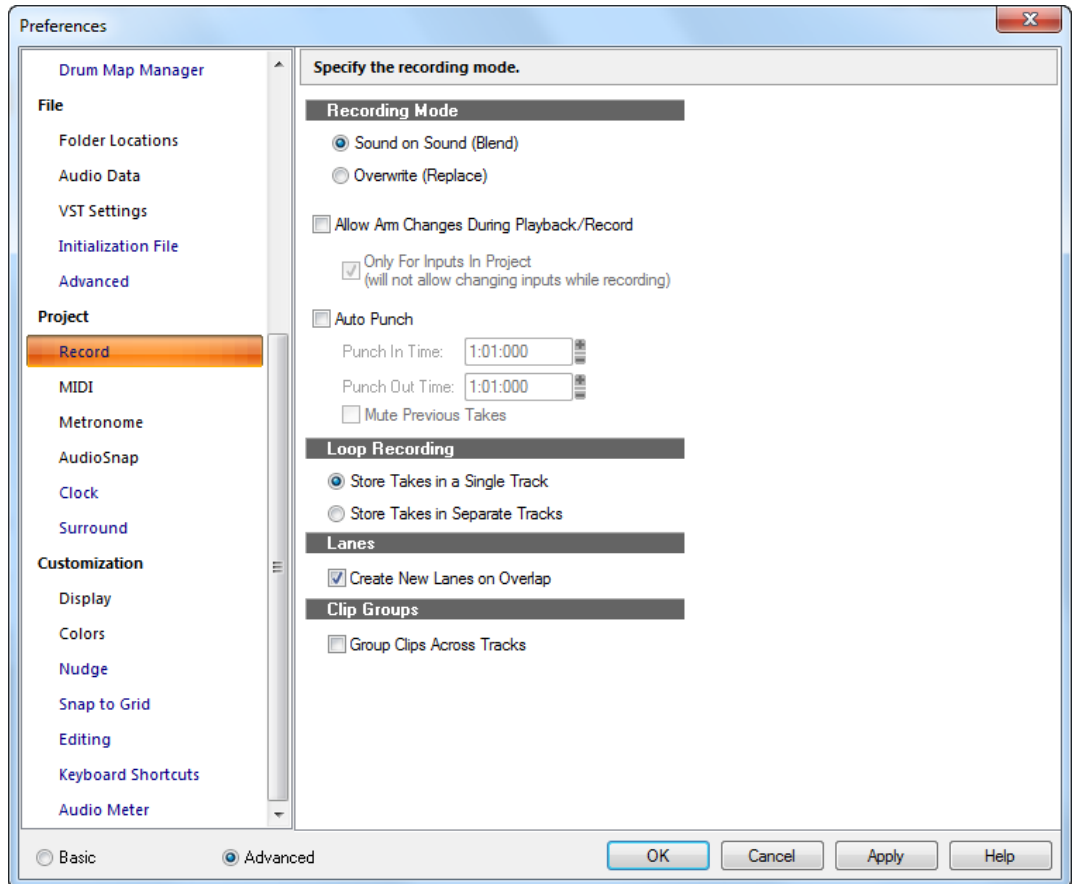 Preferences
Drum Map Manager
File
Folder Locations
Audio Data
VST Settings
Initialization File
Advanced
Project
Record
MIDI
Metronome
AudioSnap
Clock
Surround
Customization
Display
Colors
Nudge
Snap to Grid
Editing
Keyboard Shortcuts
Audio Meter
Specify the recording mode.
Recording Mode
Sound on Sound (Blend)
Overwrite (Replace)
Allow Arm Changes During Playback/Record
Only For Inputs In Project
(will not allow changing inputs while recording)
Auto Punch
Punch In Time: 1:01:000
Punch Out Time: 1:01:000
Mute Previous Takes
Loop Recording
Store Takes in a Single Track
Store Takes in Separate Tracks
Lanes
Create New Lanes on Overlap
Clip Groups
Group Clips Across Tracks
Basic Advanced OK Cancel Apply Help